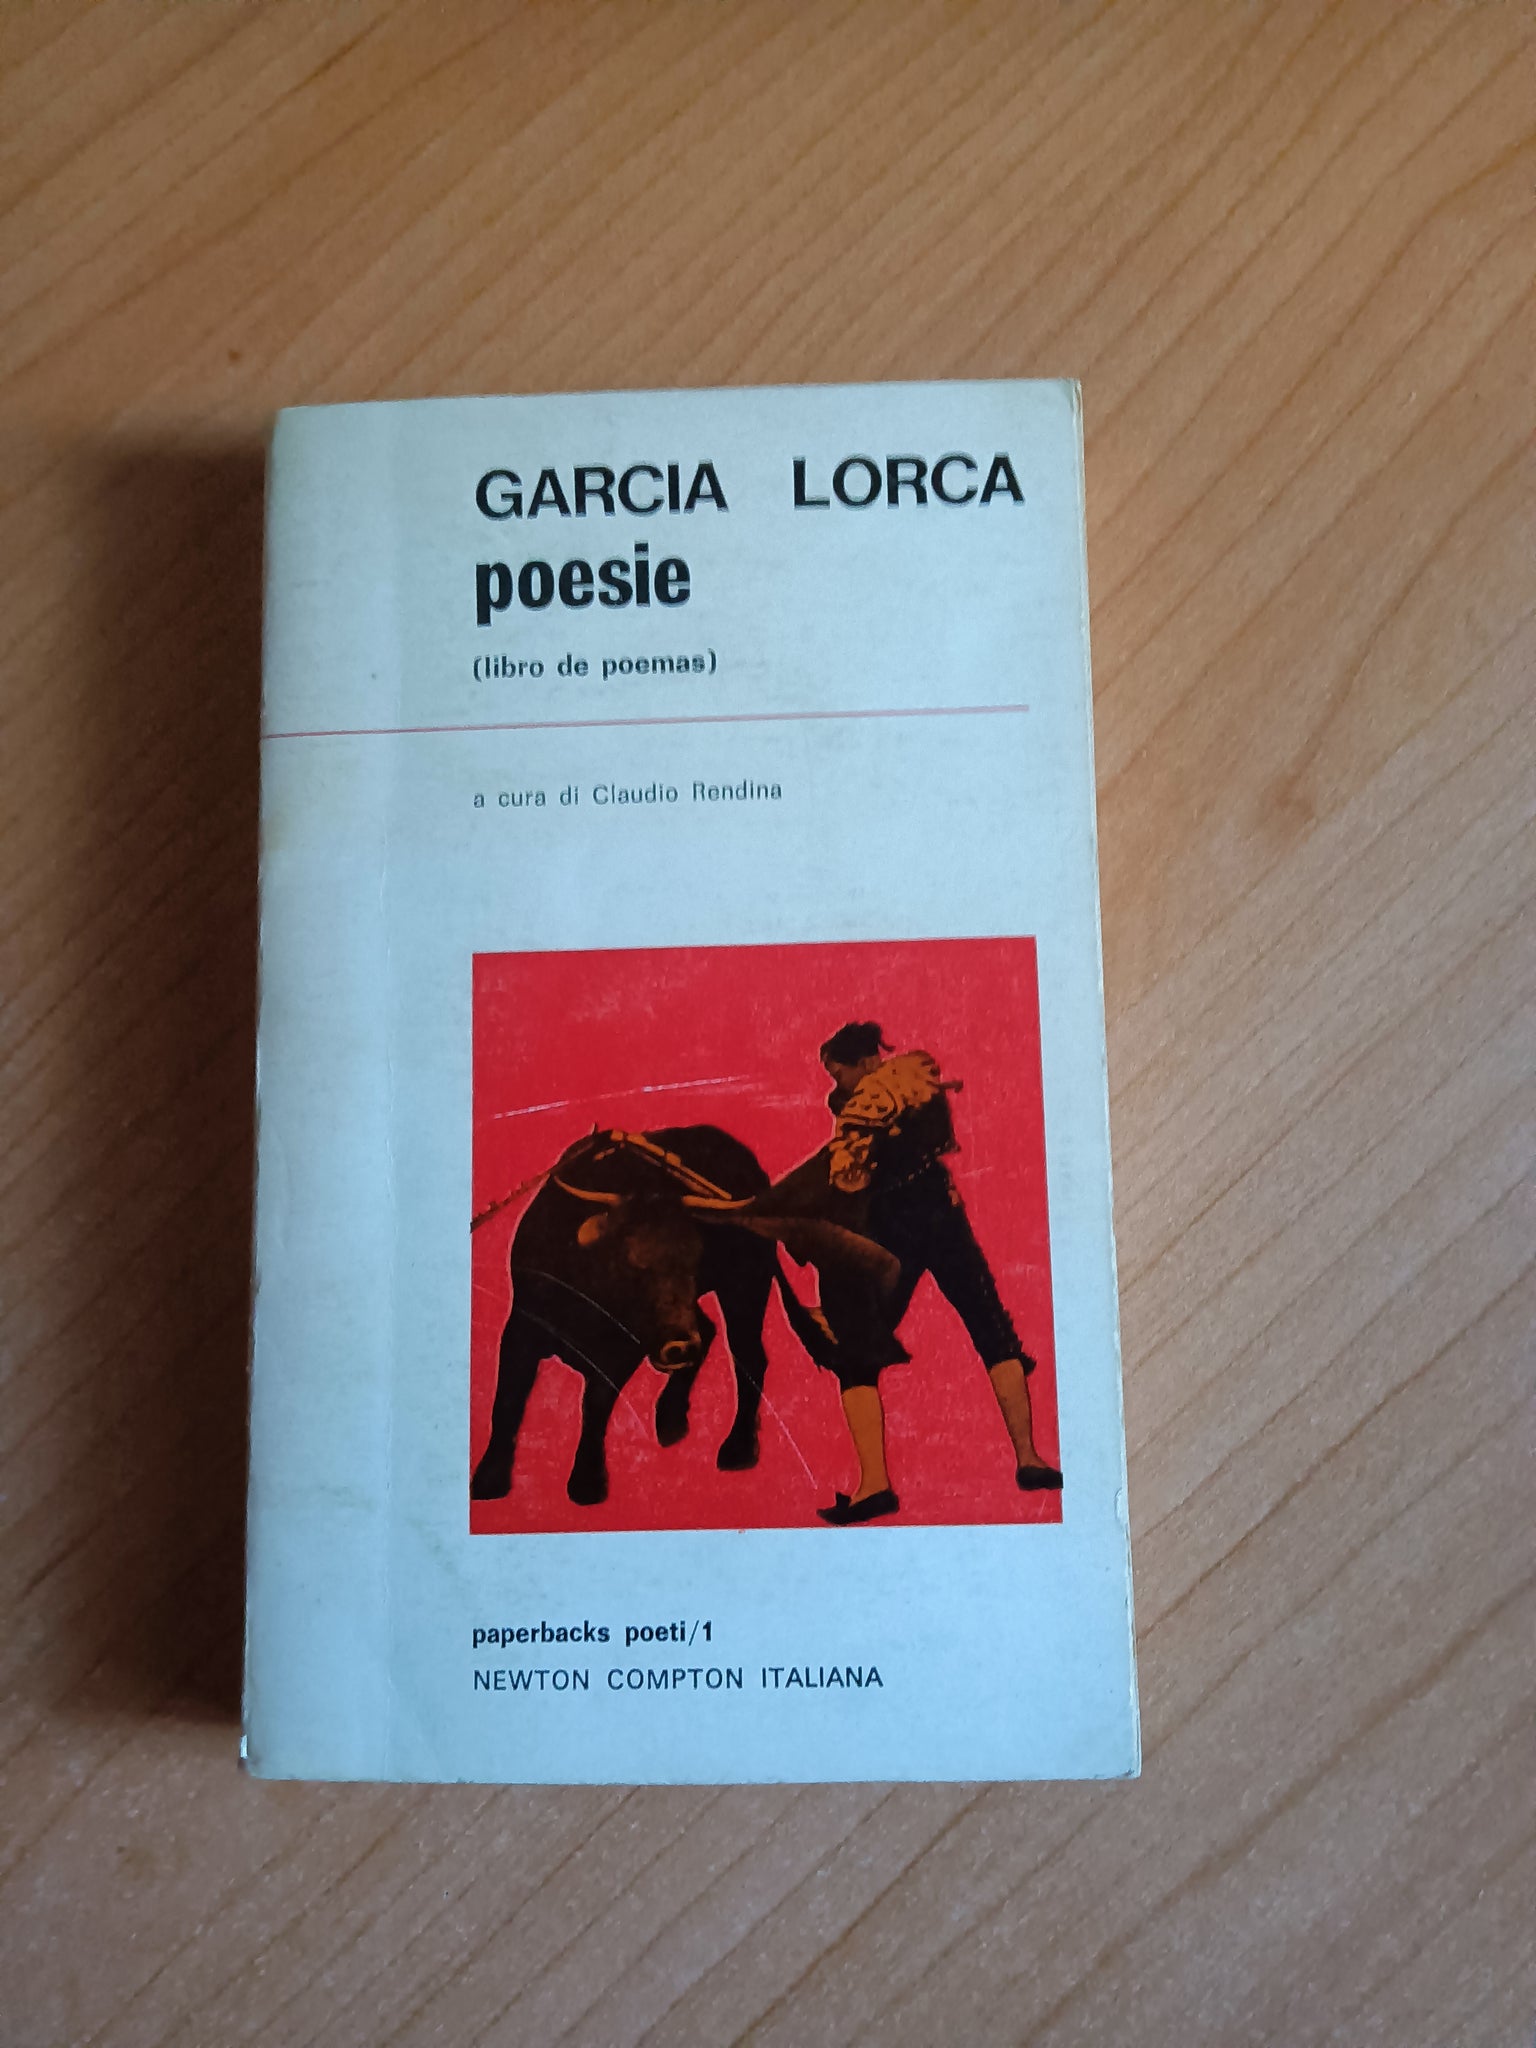 GARCIA LORCA
poesie
(libro de poemas)
a cura di Claudio Rendina
paperbacks poeti/1
NEWTON COMPTON ITALIANA